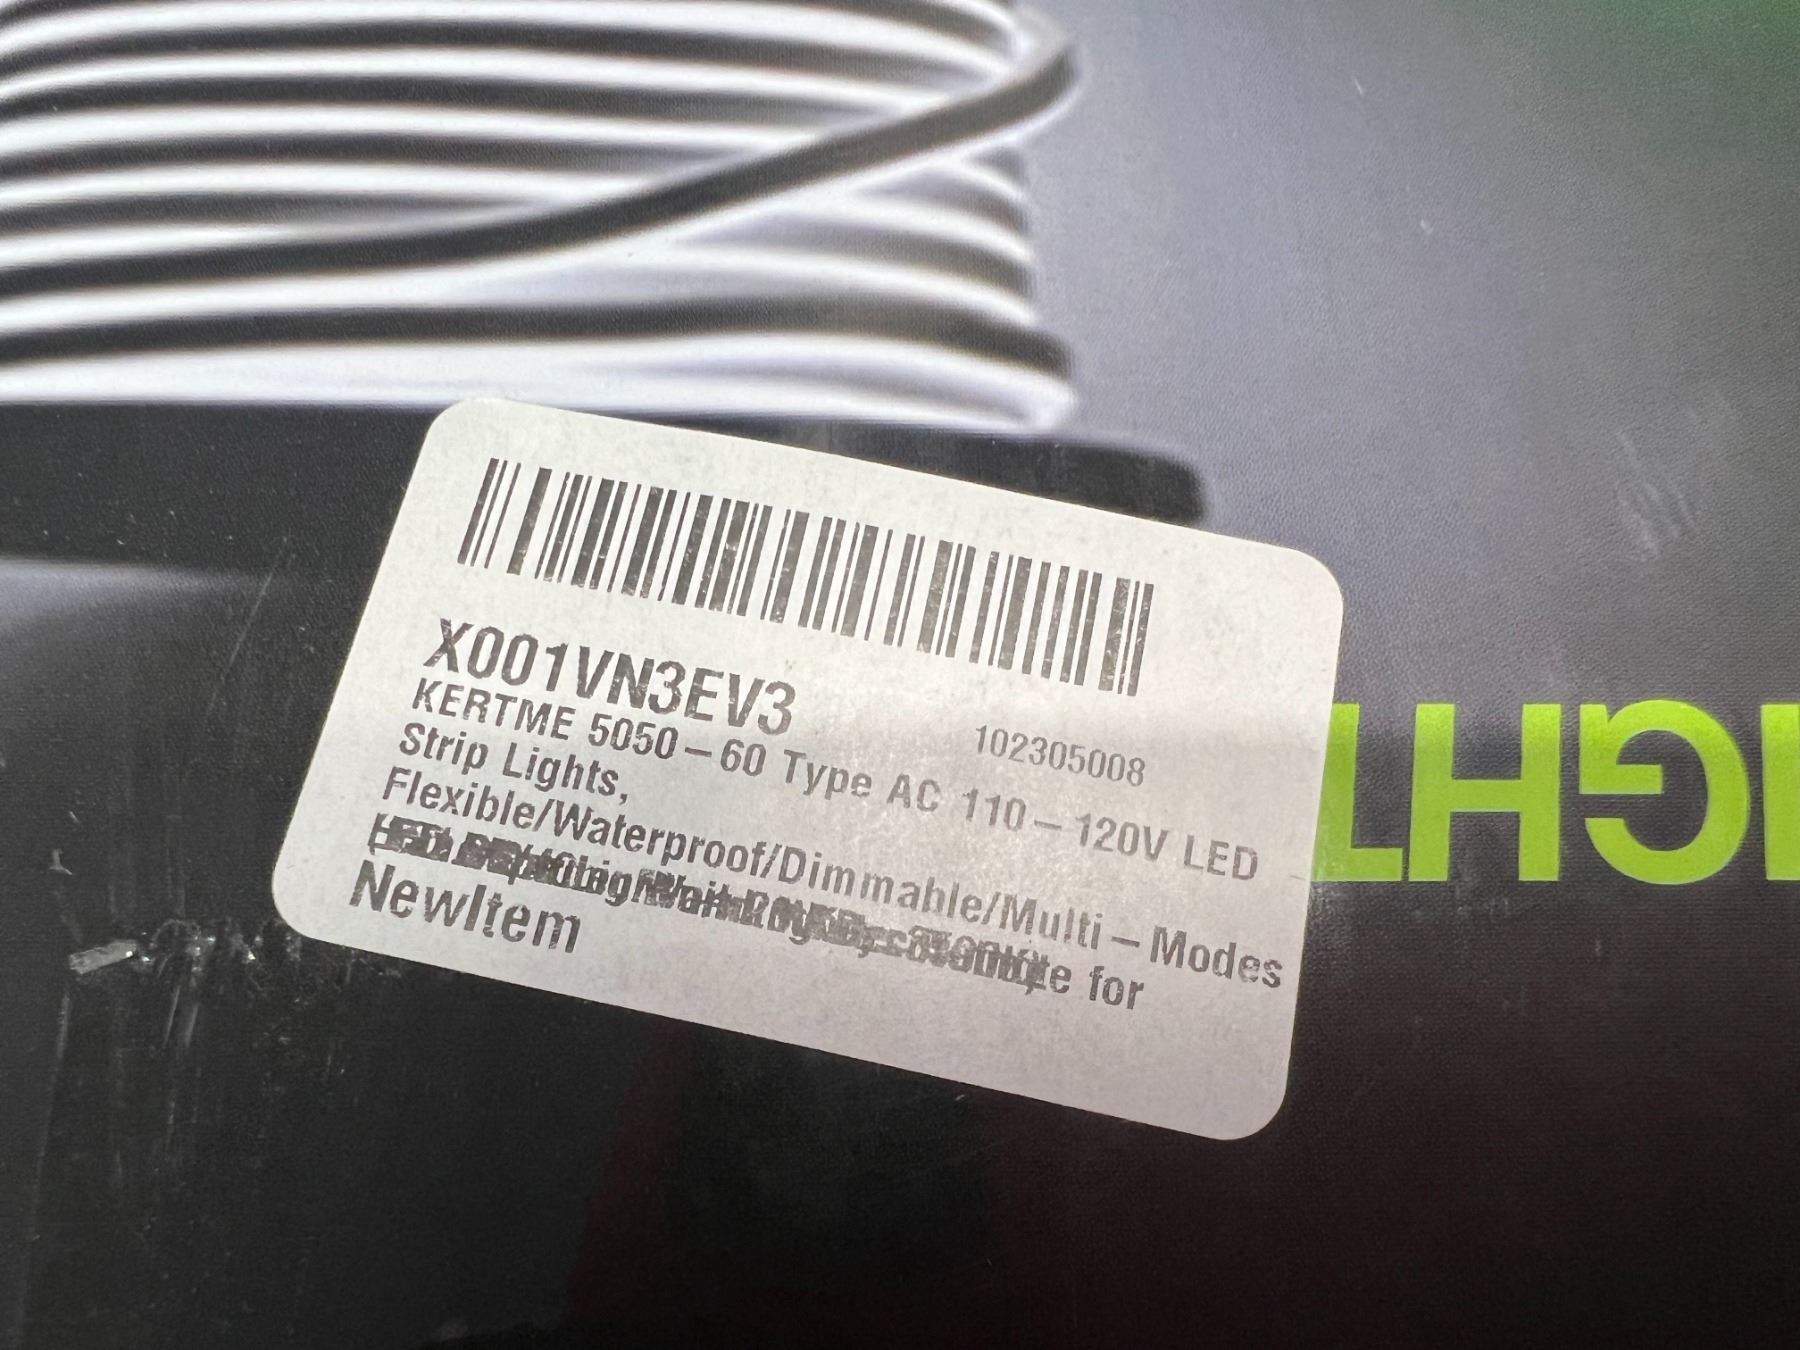 X001VN3EV3
102305008
KERTME 5050-60 Type AC 110-120V LED
Strip Lights,
Flexible/Waterproof/Dimmable/Multi-Modes
for
NewItem
IGHT